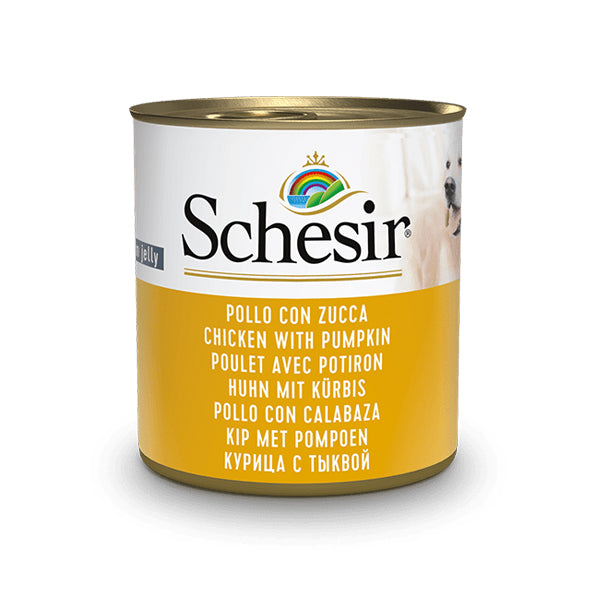 Schesir®
jelly
POLLO CON ZUCCA
CHICKEN WITH PUMPKIN
POULET AVEC POTIRON
HUHN MIT KÜRBIS
POLLO CON CALABAZA
KIP MET POMPOEN
КУРИЦА С ТЫКВОЙ